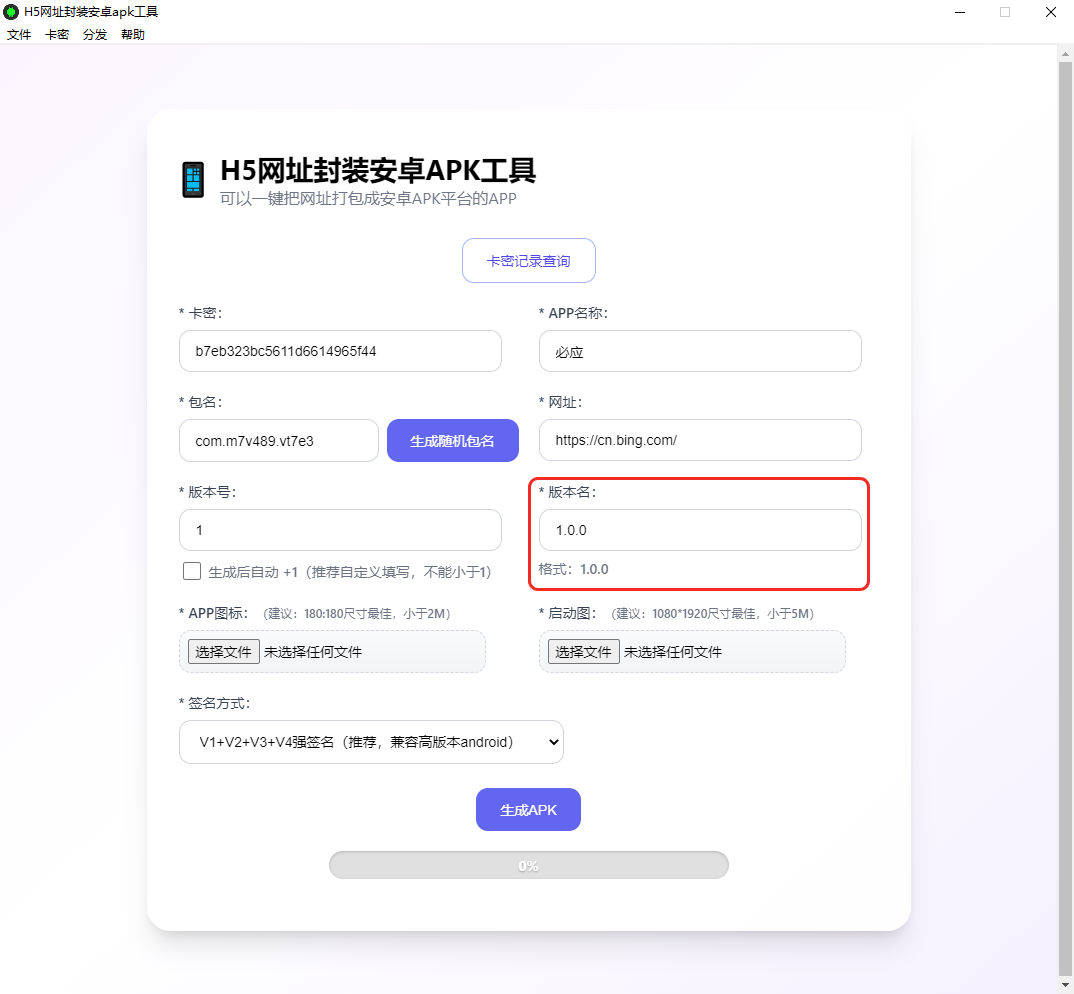 H5网址封装安卓apk工具
文件 卡密 分发 帮助
H5网址封装安卓APK工具
可以一键把网址打包成安卓APK平台的APP
卡密记录查询
* 卡密：
* APP名称：
b7eb323bc5611d6614965f44
必应
* 包名：
* 网址：
com.m7v489.vt7e3
生成随机包名
https://cn.bing.com/
* 版本号：
* 版本名：
1
1.0.0
生成后自动 +1（推荐自定义填写，不能小于1）
格式：1.0.0
* APP图标：（建议：180:180尺寸最佳，小于2M）
* 启动图：（建议：1080*1920尺寸最佳，小于5M）
选择文件 未选择任何文件
选择文件 未选择任何文件
* 签名方式：
V1+V2+V3+V4强签名（推荐，兼容高版本android）
生成APK
0%